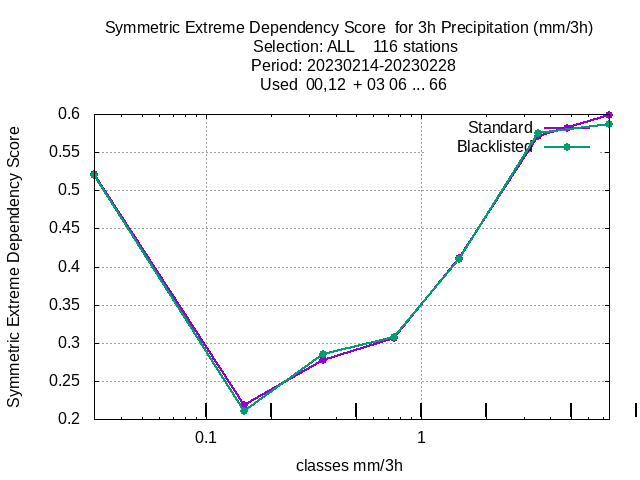 Symmetric Extreme Dependency Score  for 3h Precipitation (mm/3h)
Selection: ALL    116 stations
Period: 20230214-20230228
Used  00,12  + 03 06 ... 66
Symmetric Extreme Dependency Score
0.6
0.55
0.5
0.45
0.4
0.35
0.3
0.25
0.2
Standard
Blacklisted
0.1
1
classes mm/3h